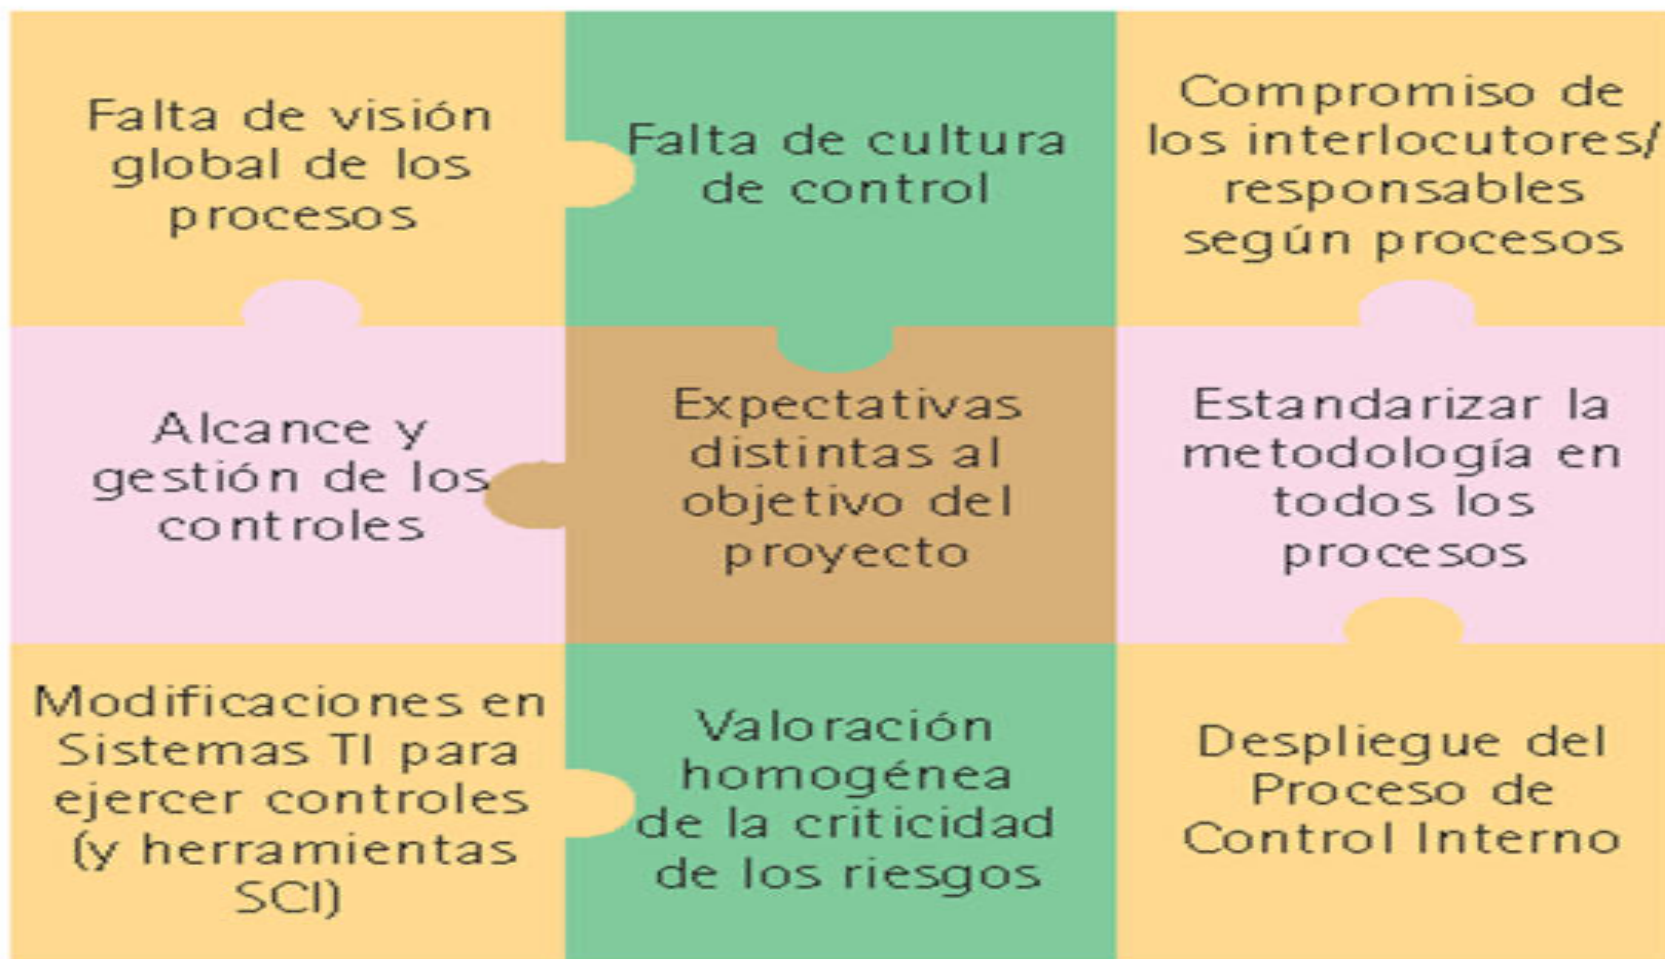 Falta de visión
global de los
procesos
Falta de cultura
de control
Compromiso de
los interlocutores/
responsables
según procesos
Alcance y
gestión de los
controles
Expectativas
distintas al
objetivo del
proyecto
Estandarizar la
metodología en
todos los
procesos
Modificaciones en
Sistemas TI para
ejercer controles
(y herramientas
SCI)
Valoración
homogénea
de la criticidad
de los riesgos
Despliegue del
Proceso de
Control Interno